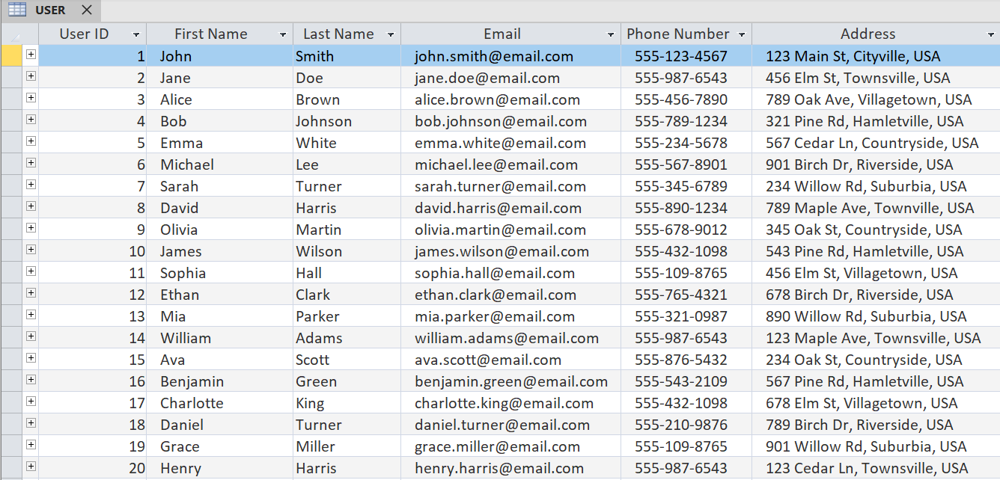 USER
User ID First Name Last Name Email Phone Number Address
1 John Smith john.smith@email.com 555-123-4567 123 Main St, Cityville, USA
2 Jane Doe jane.doe@email.com 555-987-6543 456 Elm St, Townsville, USA
3 Alice Brown alice.brown@email.com 555-456-7890 789 Oak Ave, Villagetown, USA
4 Bob Johnson bob.johnson@email.com 555-789-1234 321 Pine Rd, Hamletville, USA
5 Emma White emma.white@email.com 555-234-5678 567 Cedar Ln, Countryside, USA
6 Michael Lee michael.lee@email.com 555-567-8901 901 Birch Dr, Riverside, USA
7 Sarah Turner sarah.turner@email.com 555-345-6789 234 Willow Rd, Suburbia, USA
8 David Harris david.harris@email.com 555-890-1234 789 Maple Ave, Townville, USA
9 Olivia Martin olivia.martin@email.com 555-678-9012 345 Oak St, Countryside, USA
10 James Wilson james.wilson@email.com 555-432-1098 543 Pine Rd, Hamletville, USA
11 Sophia Hall sophia.hall@email.com 555-109-8765 456 Elm St, Villagetown, USA
12 Ethan Clark ethan.clark@email.com 555-765-4321 678 Birch Dr, Riverside, USA
13 Mia Parker mia.parker@email.com 555-321-0987 890 Willow Rd, Suburbia, USA
14 William Adams william.adams@email.com 555-987-6543 123 Maple Ave, Townsville, USA
15 Ava Scott ava.scott@email.com 555-876-5432 234 Oak St, Countryside, USA
16 Benjamin Green benjamin.green@email.com 555-543-2109 567 Pine Rd, Hamletville, USA
17 Charlotte King charlotte.king@email.com 555-432-1098 678 Elm St, Villagetown, USA
18 Daniel Turner daniel.turner@email.com 555-210-9876 789 Birch Dr, Riverside, USA
19 Grace Miller grace.miller@email.com 555-109-8765 901 Willow Rd, Suburbia, USA
20 Henry Harris henry.harris@email.com 555-987-6543 123 Cedar Ln, Townsville, USA